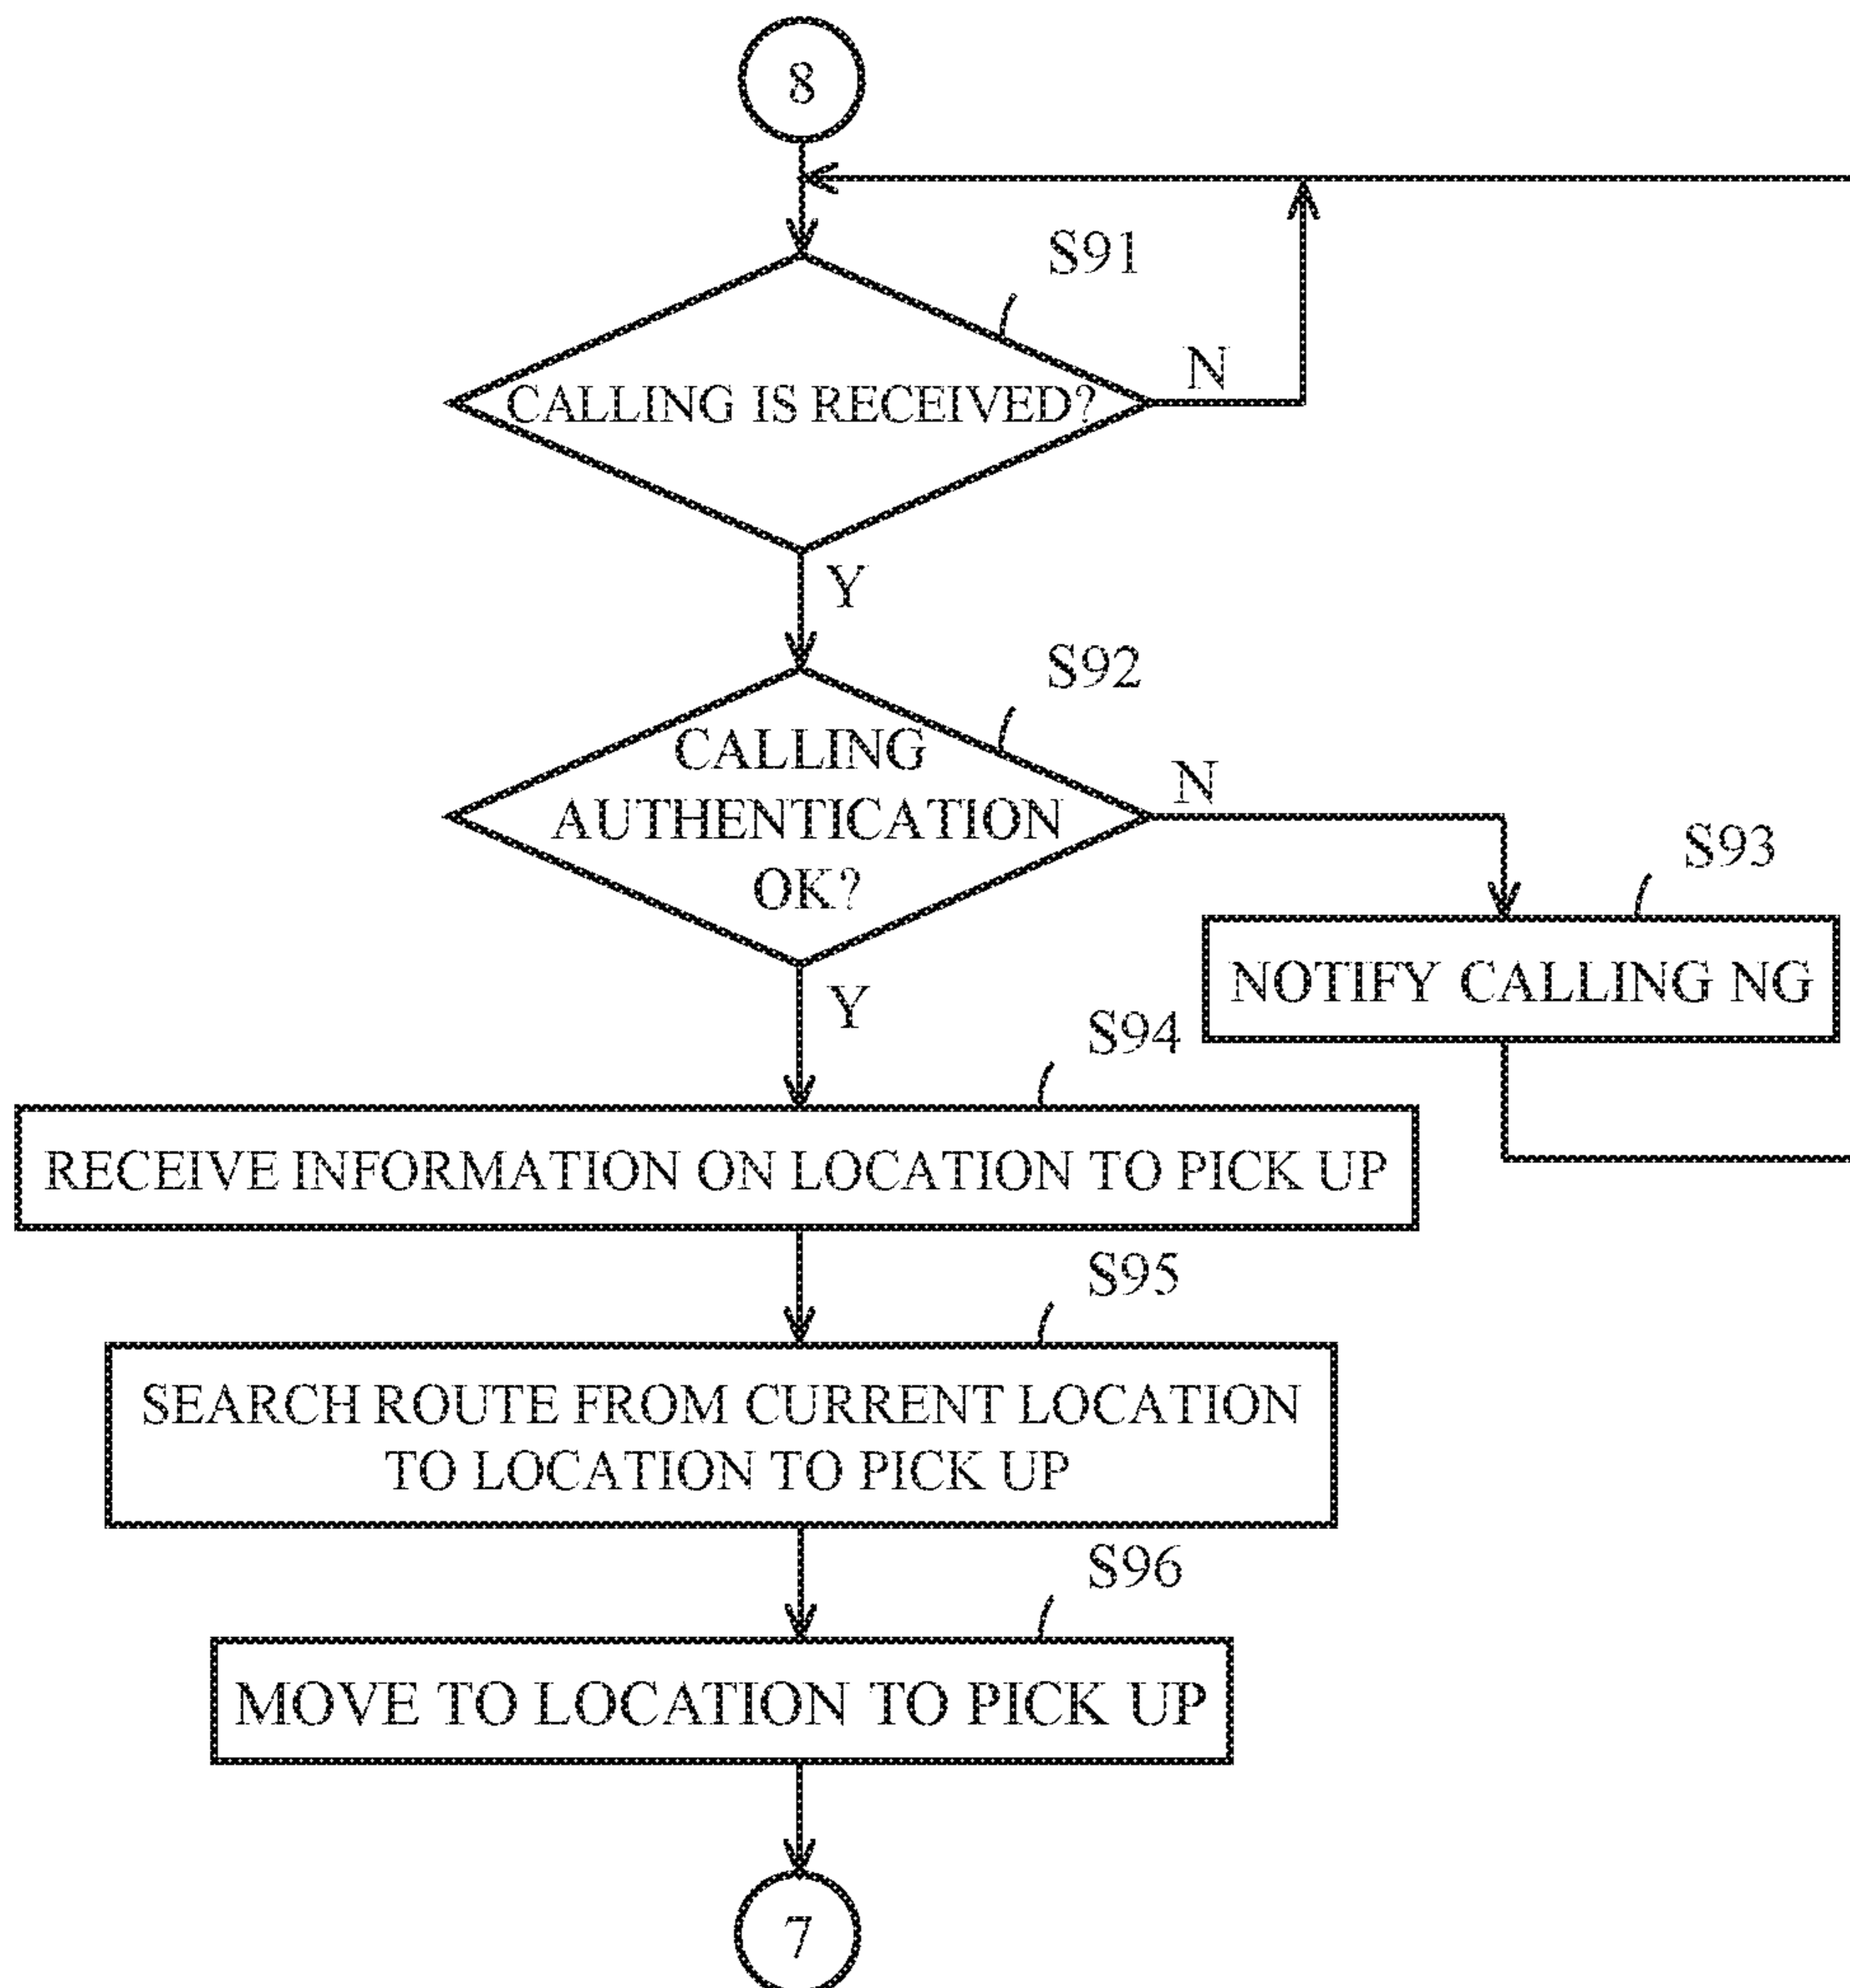 8
S91
CALLING IS RECEIVED?
N
Y
S92
CALLING
AUTHENTICATION
OK?
N
S93
NOTIFY CALLING NG
Y
S94
RECEIVE INFORMATION ON LOCATION TO PICK UP
S95
SEARCH ROUTE FROM CURRENT LOCATION
TO LOCATION TO PICK UP
S96
MOVE TO LOCATION TO PICK UP
7